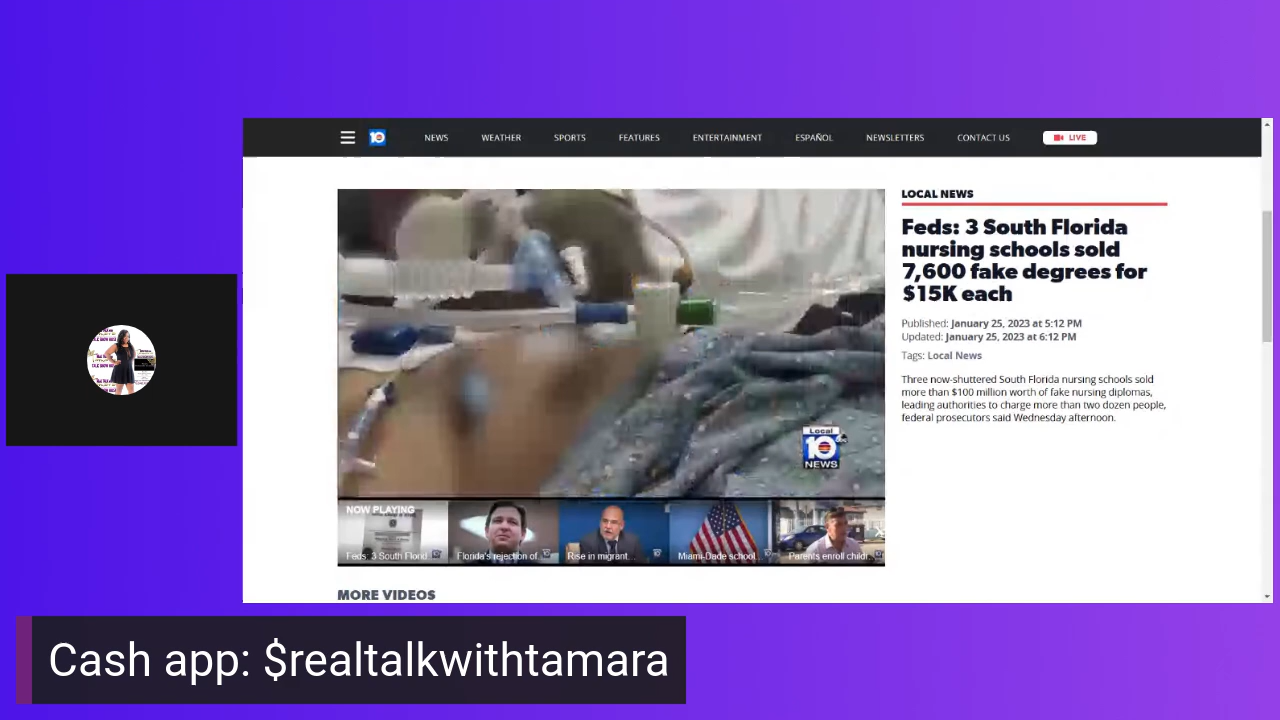 10
NEWS
WEATHER
SPORTS
FEATURES
ENTERTAINMENT
ESPAÑOL
NEWSLETTERS
CONTACT US
LIVE
LOCAL NEWS
Feds: 3 South Florida
nursing schools sold
7,600 fake degrees for
$15K each
Published: January 25, 2023 at 5:12 PM
Updated: January 25, 2023 at 6:12 PM
Tags: Local News
Three now-shuttered South Florida nursing schools sold
more than $100 million worth of fake nursing diplomas,
leading authorities to charge more than two dozen people,
federal prosecutors said Wednesday afternoon.
Local
10
NEWS
NOW PLAYING
Feds: 3 South Florid
Florida's rejection of
Rise in migrant...
Miami-Dade school...
Parents enroll childr...
MORE VIDEOS
Cash app: $realtalkwithtamara